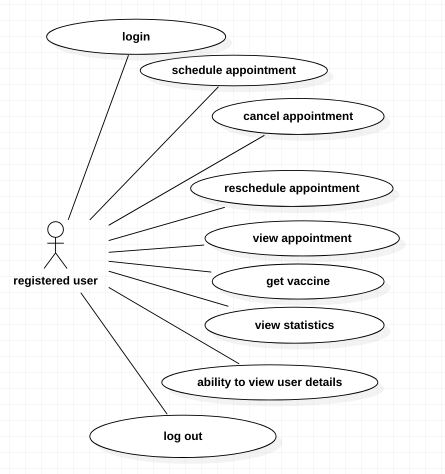 login
schedule appointment
cancel appointment
reschedule appointment
view appointment
get vaccine
registered user
view statistics
ability to view user details
log out